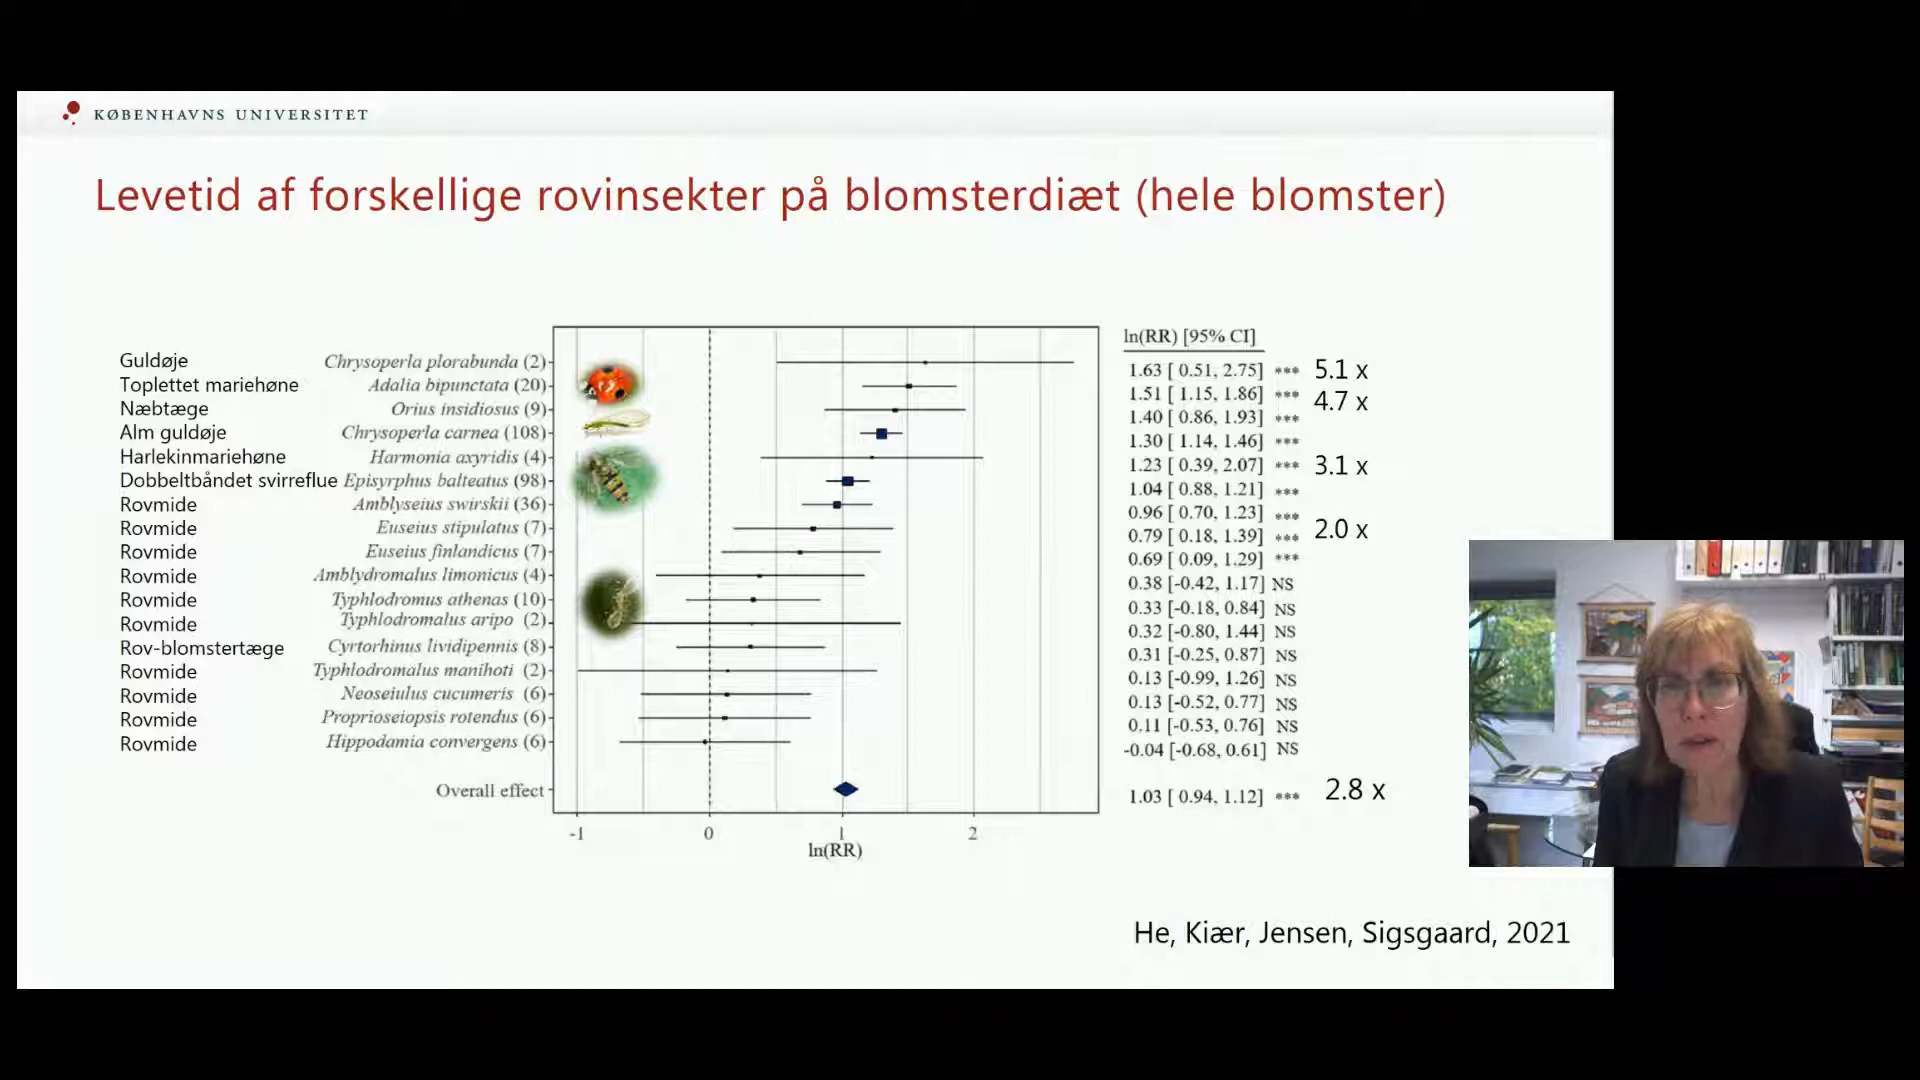 KØBENHAVNS UNIVERSITET
Levetid af forskellige rovinsekter på blomsterdiæt (hele blomster)
ln(RR) [95% CI]
Guldøje Chrysoperla plorabunda (2) 1.63 [ 0.51, 2.75] *** 5.1 x
Toplettet mariehøne Adalia bipunctata (20) 1.51 [ 1.15, 1.86] *** 4.7 x
Næbtæge Orius insidiosus (9) 1.40 [ 0.86, 1.93] ***
Alm guldøje Chrysoperla carnea (108) 1.30 [ 1.14, 1.46] ***
Harlekinmariehøne Harmonia axyridis (4) 1.23 [ 0.39, 2.07] *** 3.1 x
Dobbeltbåndet svirreflue Episyrphus balteatus (98) 1.04 [ 0.88, 1.21] ***
Rovmide Amblyseius swirskii (36) 0.96 [ 0.70, 1.23] ***
Rovmide Euseius stipulatus (7) 0.79 [ 0.18, 1.39] *** 2.0 x
Rovmide Euseius finlandicus (7) 0.69 [ 0.09, 1.29] ***
Rovmide Amblydromalus limonicus (4) 0.38 [-0.42, 1.17] NS
Rovmide Typhlodromus athenas (10) 0.33 [-0.18, 0.84] NS
Rovmide Typhlodromalus aripo (2) 0.32 [-0.80, 1.44] NS
Rov-blomstertæge Cyrtorhinus lividipennis (8) 0.31 [-0.25, 0.87] NS
Rovmide Typhlodromalus manihoti (2) 0.13 [-0.99, 1.26] NS
Rovmide Neoseiulus cucumeris (6) 0.13 [-0.52, 0.77] NS
Rovmide Proprioseiopsis rotendus (6) 0.11 [-0.53, 0.76] NS
Rovmide Hippodamia convergens (6) -0.04 [-0.68, 0.61] NS
Overall effect 1.03 [ 0.94, 1.12] *** 2.8 x
-1 0 1 2
ln(RR)
He, Kiær, Jensen, Sigsgaard, 2021